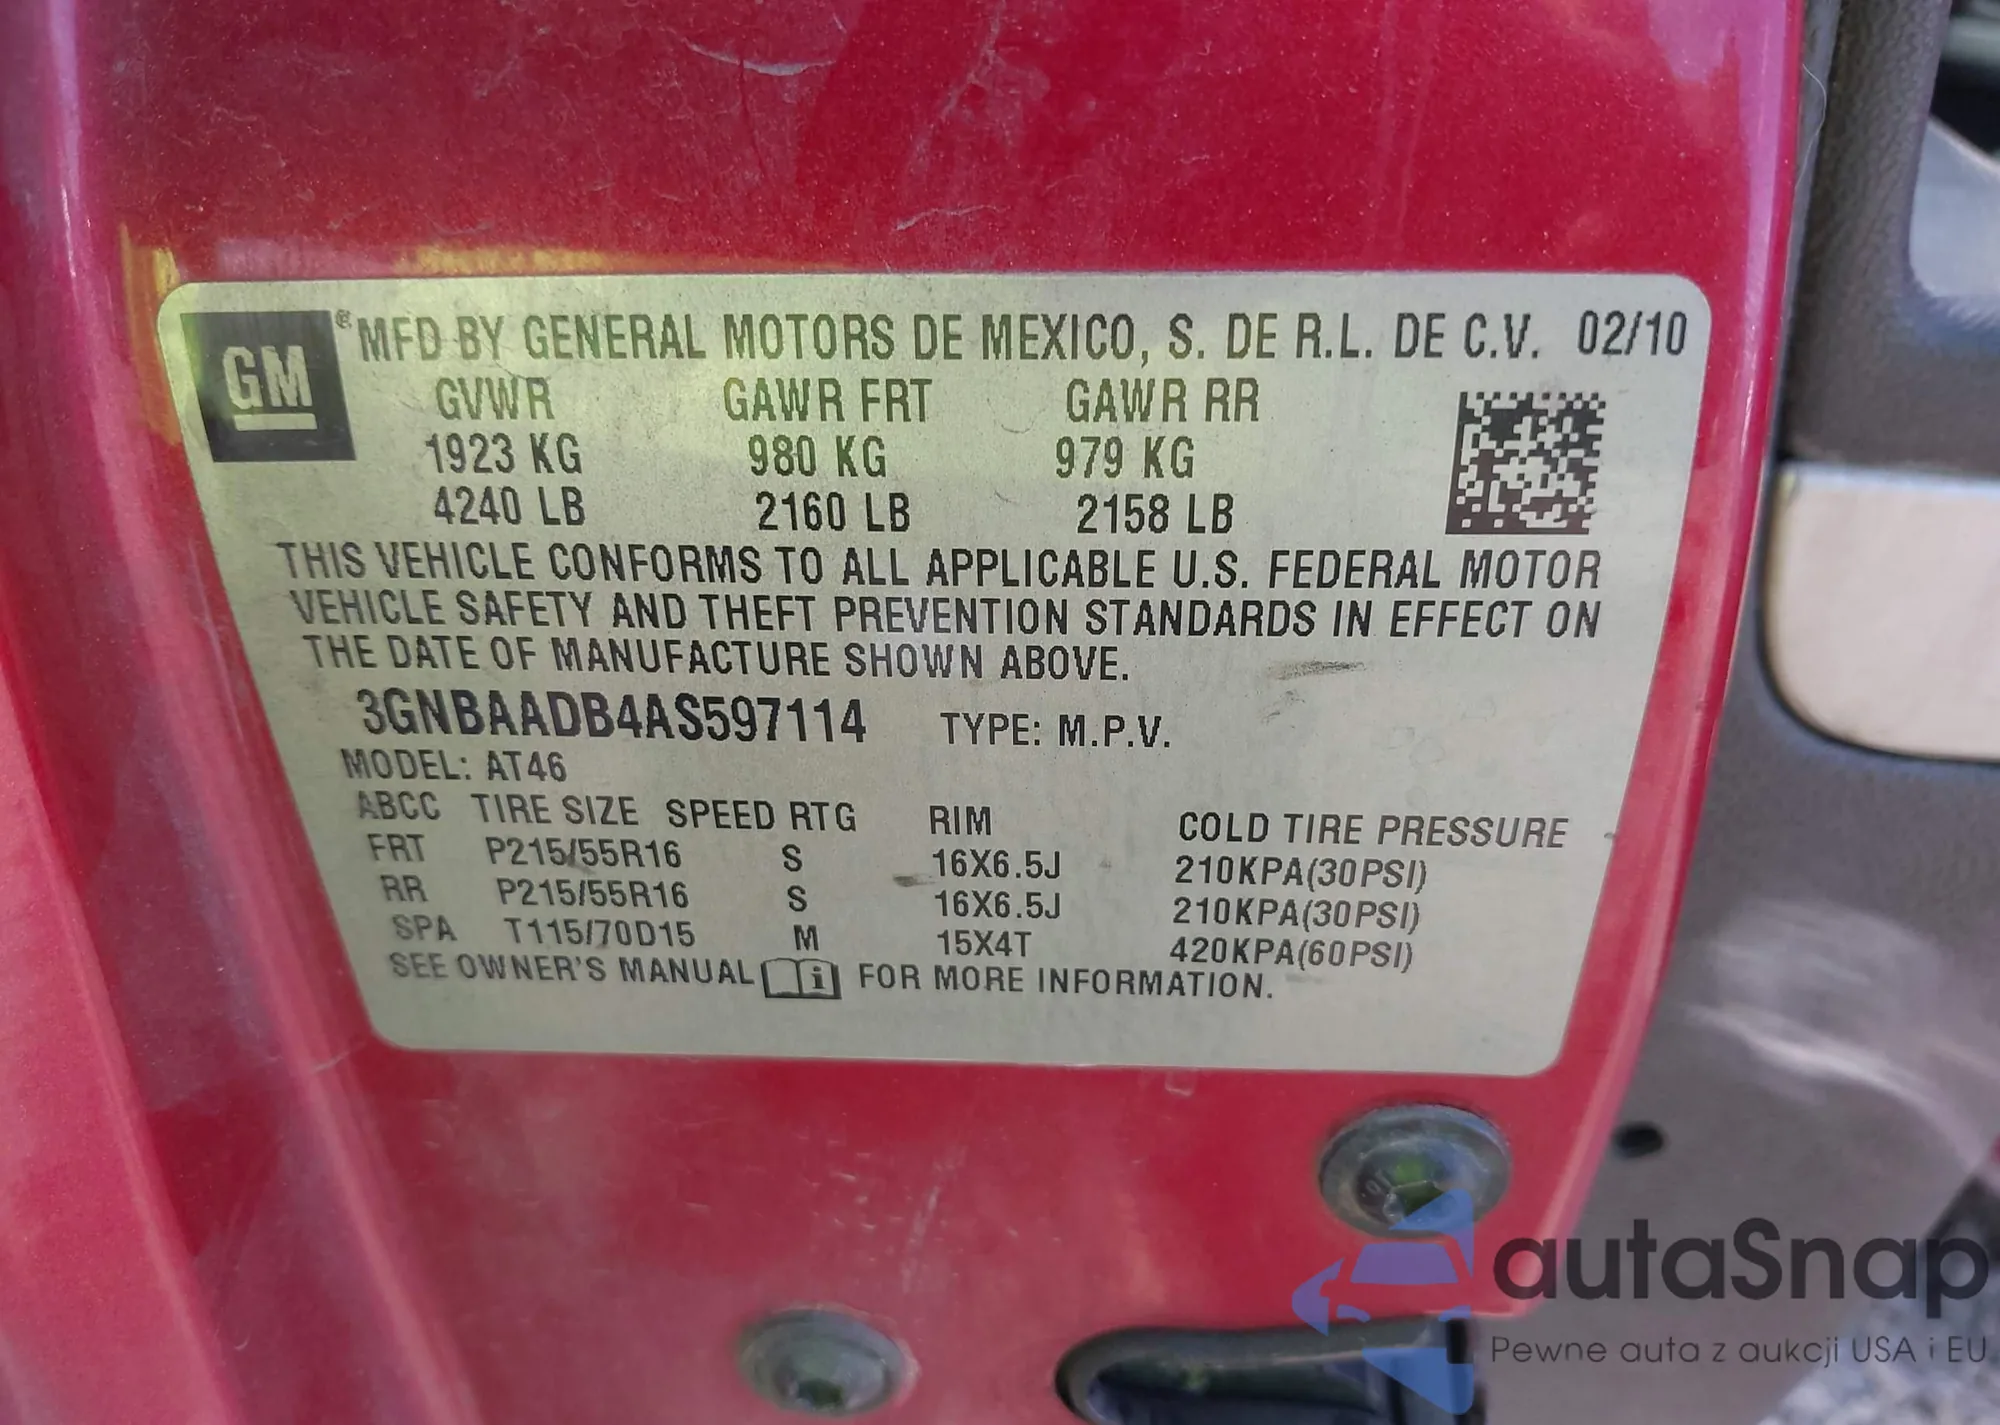 GM ® MFD BY GENERAL MOTORS DE MEXICO, S. DE R.L. DE C.V. 02/10
GVWR GAWR FRT GAWR RR
1923 KG 980 KG 979 KG
4240 LB 2160 LB 2158 LB
THIS VEHICLE CONFORMS TO ALL APPLICABLE U.S. FEDERAL MOTOR
VEHICLE SAFETY AND THEFT PREVENTION STANDARDS IN EFFECT ON
THE DATE OF MANUFACTURE SHOWN ABOVE.
3GNBAADB4AS597114 TYPE: M.P.V.
MODEL: AT46
ABCC TIRE SIZE SPEED RTG RIM COLD TIRE PRESSURE
FRT P215/55R16 S 16X6.5J 210KPA(30PSI)
RR P215/55R16 S 16X6.5J 210KPA(30PSI)
SPA T115/70D15 M 15X4T 420KPA(60PSI)
SEE OWNER'S MANUAL i FOR MORE INFORMATION.
autaSnap
Pewne auta z aukcji USA i EU